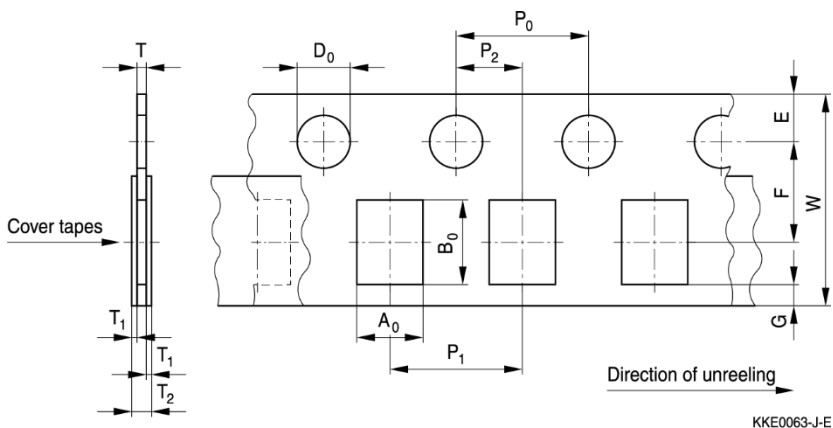 P0
T
D0
P2
E
F
W
Cover tapes
B0
G
T1
A0
T1
P1
T2
Direction of unreeling
KKE0063-J-E